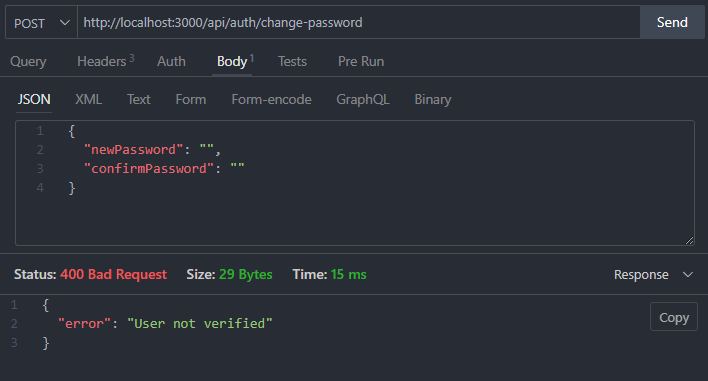 POST http://localhost:3000/api/auth/change-password Send
Query Headers 3 Auth Body 1 Tests Pre Run
JSON XML Text Form Form-encode GraphQL Binary
1 {
2 "newPassword": "",
3 "confirmPassword": ""
4 }
Status: 400 Bad Request Size: 29 Bytes Time: 15 ms Response
1 {
2 "error": "User not verified"
3 }
Copy